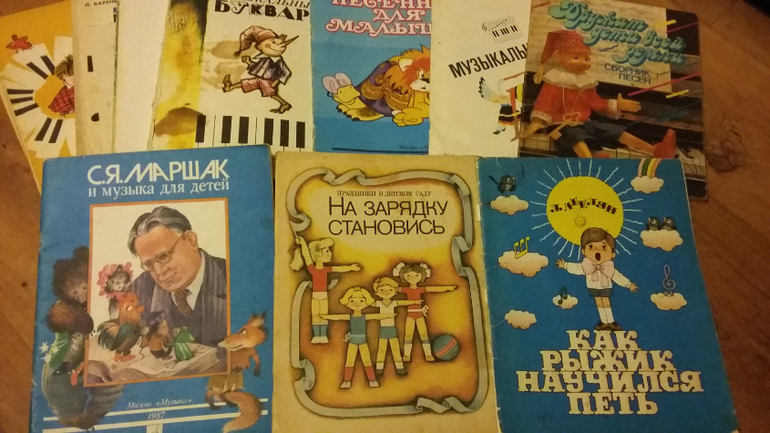 БУКВАР
ПЕСЕННИК
ДЛЯ
МАЛЫШ
МУЗЫКАЛЬ
СБОРНИК
ПЕСЕН
С.Я.МАРШАК
и музыка для детей
Москва «Музыка»
1987
ПРАЗДНИКИ В ДЕТСКОМ САДУ
НА ЗАРЯДКУ
СТАНОВИСЬ
КАК
РЫЖИК
НАУЧИЛСЯ
ПЕТЬ